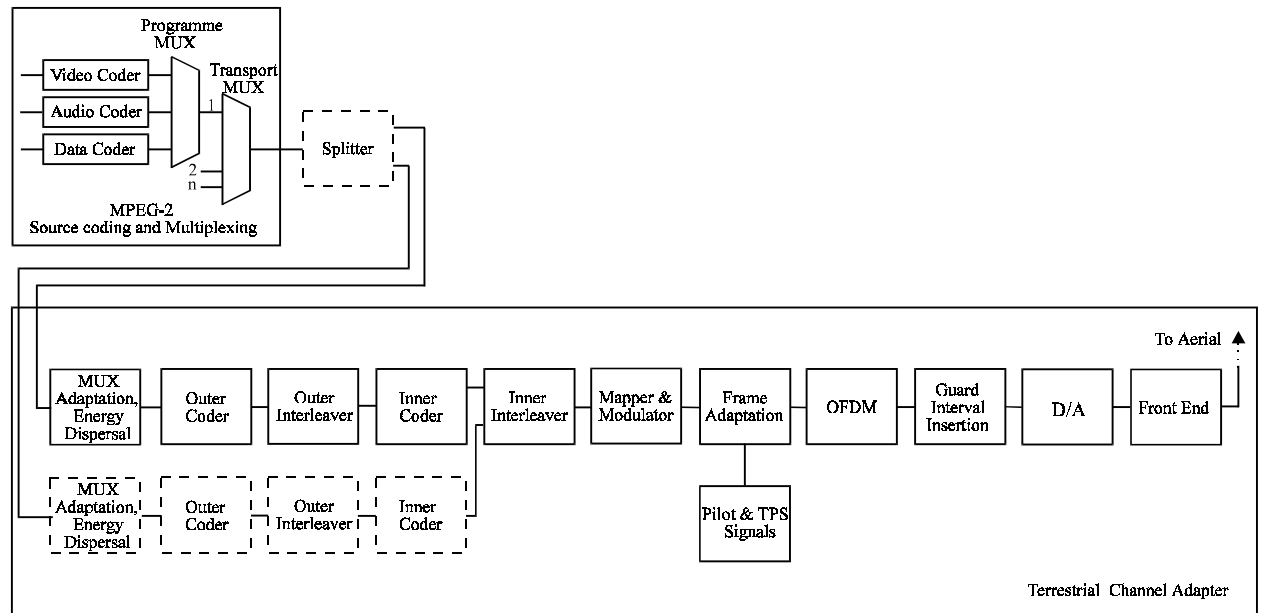 Programme
MUX
Video Coder
Audio Coder
Data Coder
Transport
MUX
1
2
n
MPEG-2
Source coding and Multiplexing
Splitter
To Aerial
MUX
Adaptation,
Energy
Dispersal
Outer
Coder
Outer
Interleaver
Inner
Coder
Inner
Interleaver
Mapper &
Modulator
Frame
Adaptation
OFDM
Guard
Interval
Insertion
D/A
Front End
MUX
Adaptation,
Energy
Dispersal
Outer
Coder
Outer
Interleaver
Inner
Coder
Pilot & TPS
Signals
Terrestrial Channel Adapter